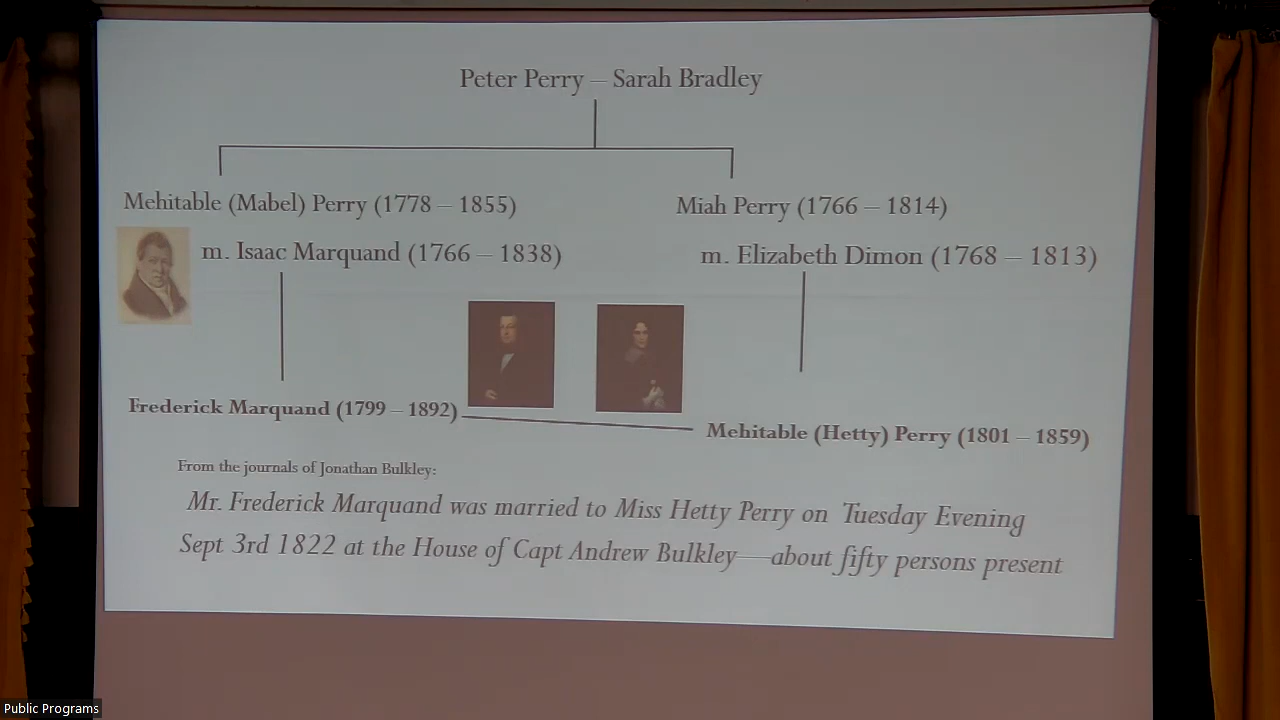 Peter Perry – Sarah Bradley
Mehitable (Mabel) Perry (1778 – 1855)
Miah Perry (1766 – 1814)
m. Isaac Marquand (1766 – 1838)
m. Elizabeth Dimon (1768 – 1813)
Frederick Marquand (1799 – 1892)
Mehitable (Hetty) Perry (1801 – 1859)
From the journals of Jonathan Bulkley:
Mr. Frederick Marquand was married to Miss Hetty Perry on Tuesday Evening
Sept 3rd 1822 at the House of Capt Andrew Bulkley—about fifty persons present
Public Programs